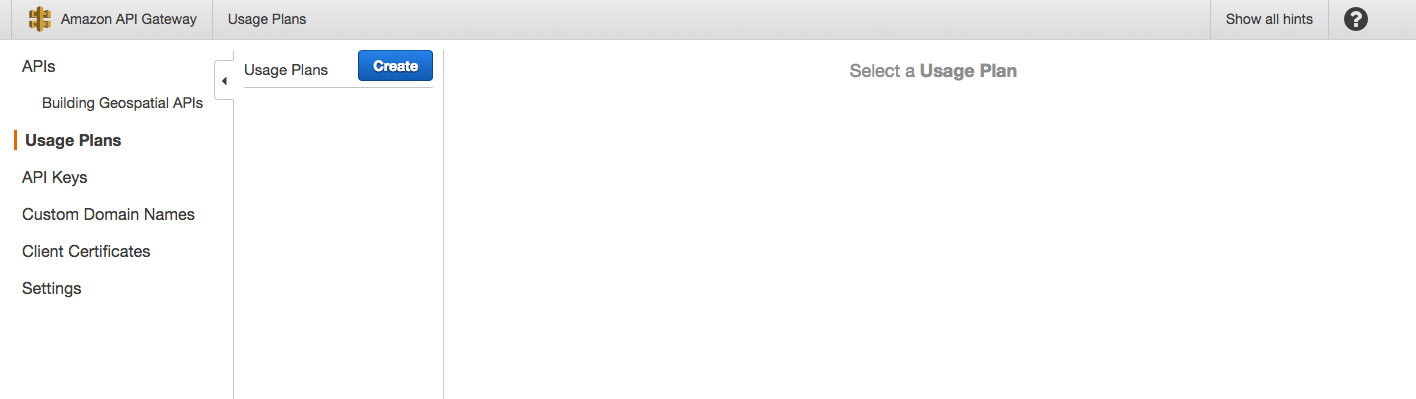 Amazon API Gateway
Usage Plans
Show all hints
?
APIs
Building Geospatial APIs
Usage Plans
API Keys
Custom Domain Names
Client Certificates
Settings
Usage Plans
Create
Select a Usage Plan